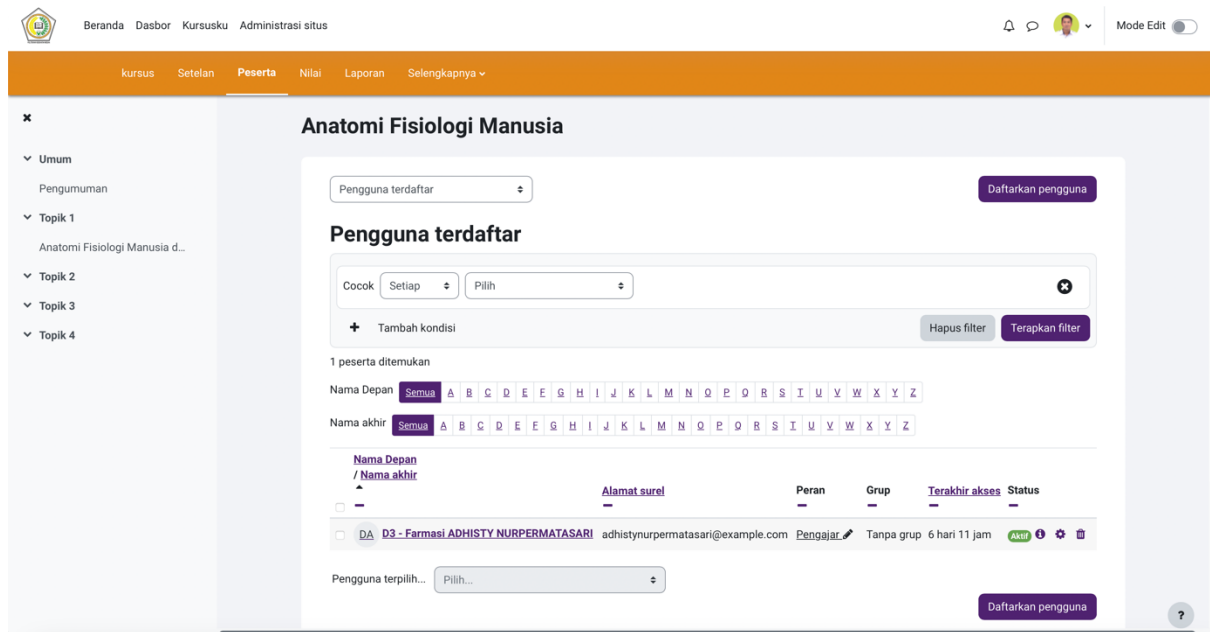 Beranda Dasbor Kursusku Administrasi situs
Mode Edit
kursus Setelan Peserta Nilai Laporan Selengkapnya
Anatomi Fisiologi Manusia
Umum
Pengumuman
Topik 1
Anatomi Fisiologi Manusia d...
Topik 2
Topik 3
Topik 4
Pengguna terdaftar
Daftarkan pengguna
Pengguna terdaftar
Cocok Setiap Pilih
Tambah kondisi
Hapus filter Terapkan filter
1 peserta ditemukan
Nama Depan Semua A B C D E F G H I J K L M N O P Q R S T U V W X Y Z
Nama akhir Semua A B C D E F G H I J K L M N O P Q R S T U V W X Y Z
Nama Depan
/ Nama akhir
Alamat surel Peran Grup Terakhir akses Status
DA D3 - Farmasi ADHISTY NURPERMATASARI adhistynurpermatasari@example.com Pengajar Tanpa grup 6 hari 11 jam Aktif
Pengguna terpilih... Pilih...
Daftarkan pengguna
?